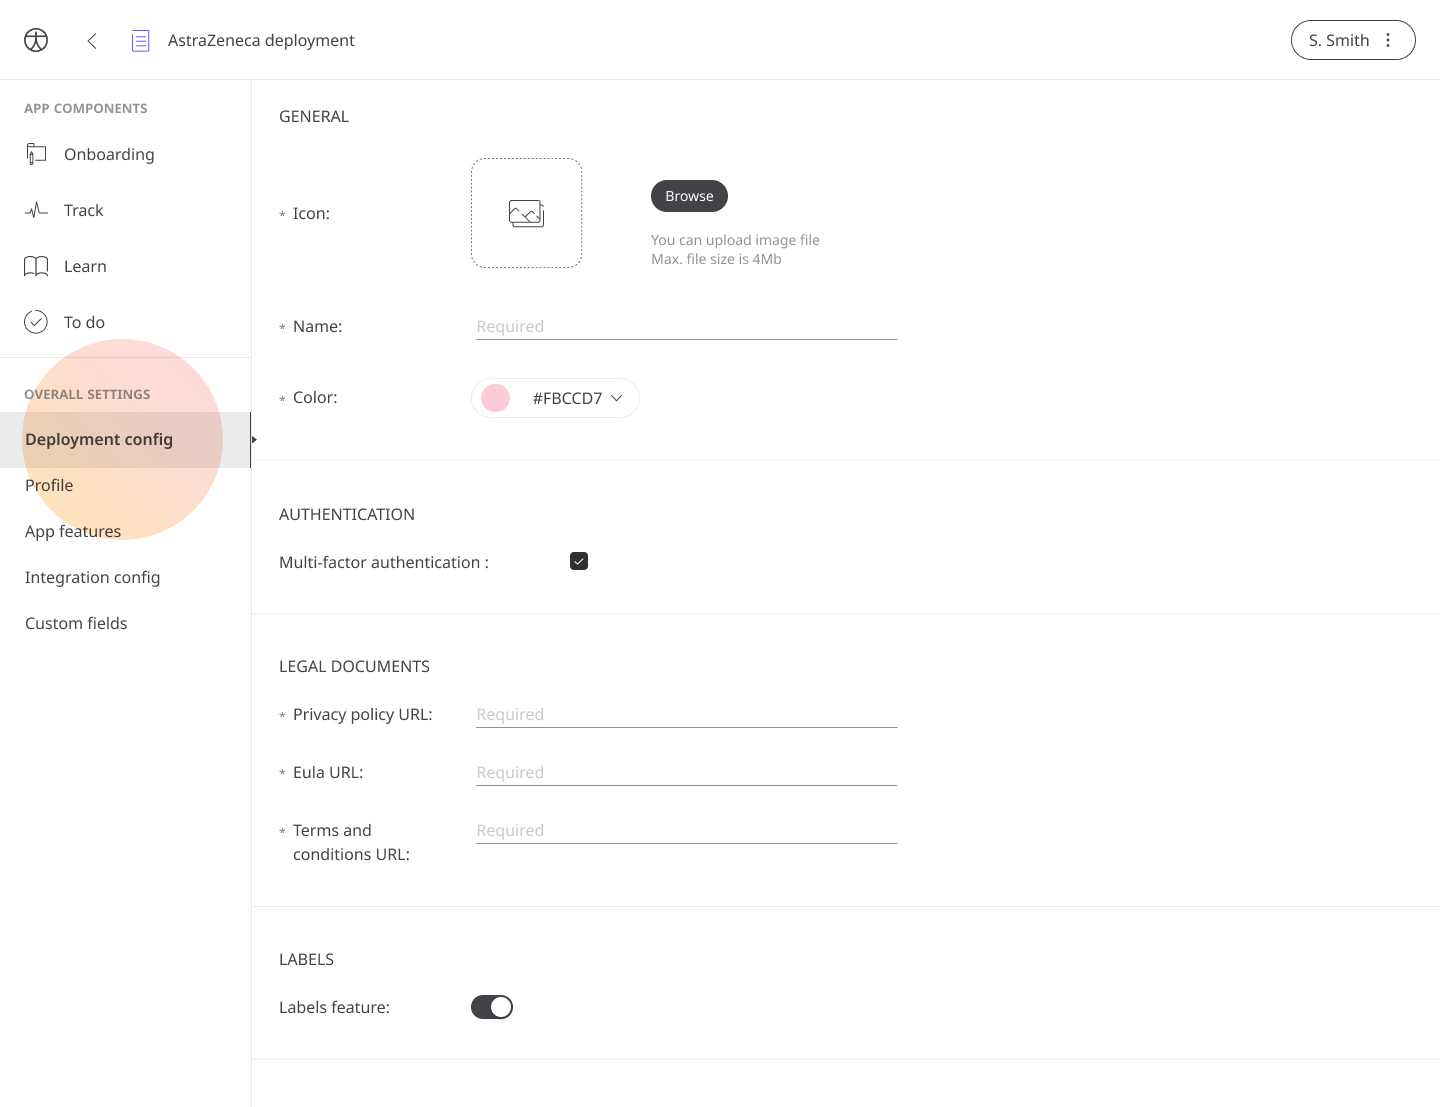 AstraZeneca deployment
S. Smith
APP COMPONENTS
Onboarding
Track
Learn
To do
OVERALL SETTINGS
Deployment config
Profile
App features
Integration config
Custom fields
GENERAL
* Icon:
Browse
You can upload image file
Max. file size is 4Mb
* Name:
Required
* Color:
#FBCCD7
AUTHENTICATION
Multi-factor authentication :
LEGAL DOCUMENTS
* Privacy policy URL:
Required
* Eula URL:
Required
* Terms and
conditions URL:
Required
LABELS
Labels feature: